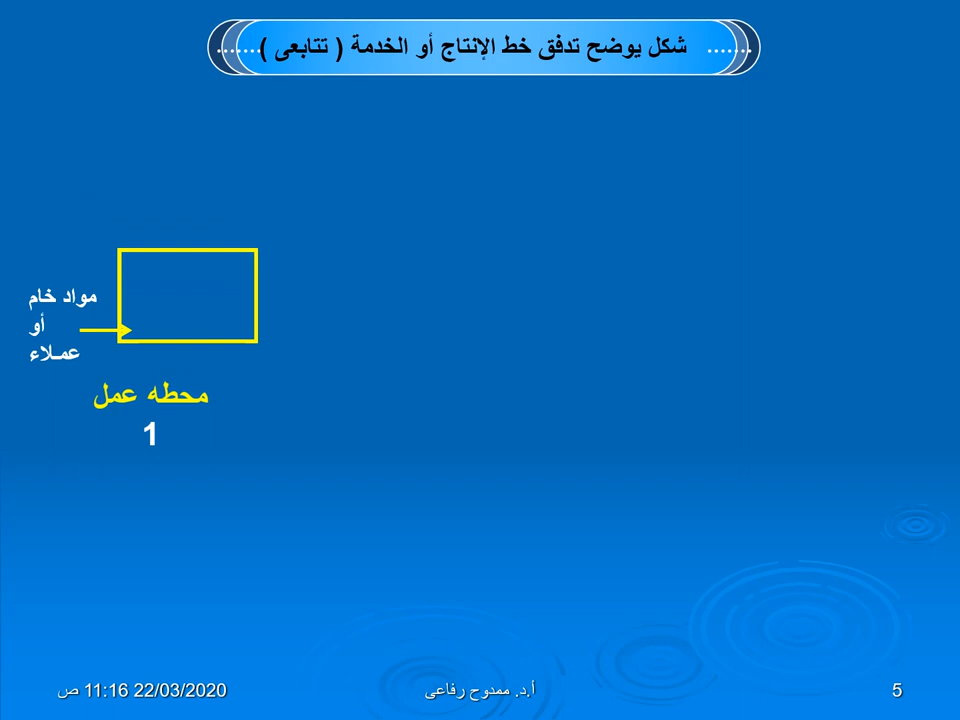 ....... شكل يوضح تدفق خط الإنتاج أو الخدمة ( تتابعى ) .......
مواد خام
أو
عمـلاء
محطه عمل
1
22/03/2020 11:16 ص
أ.د. ممدوح رفاعى
5